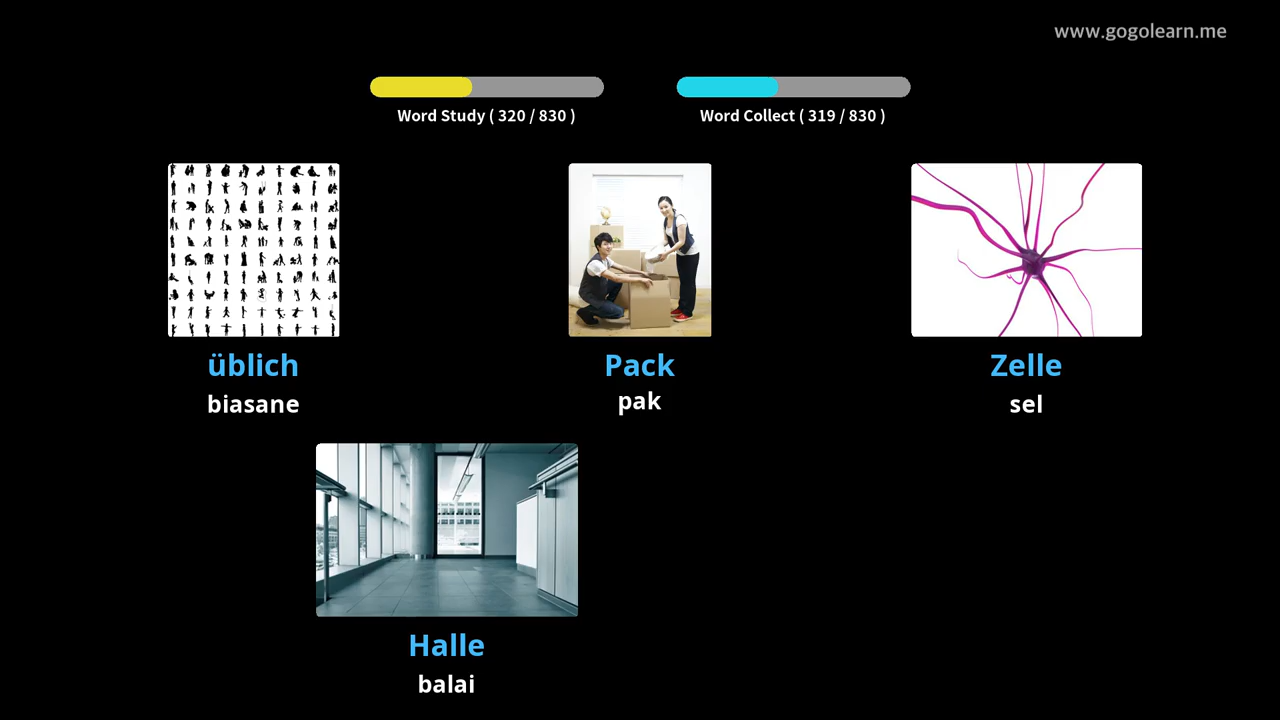 www.gogolearn.me
Word Study ( 320 / 830 )
Word Collect ( 319 / 830 )
üblich
biasane
Pack
pak
Zelle
sel
Halle
balai